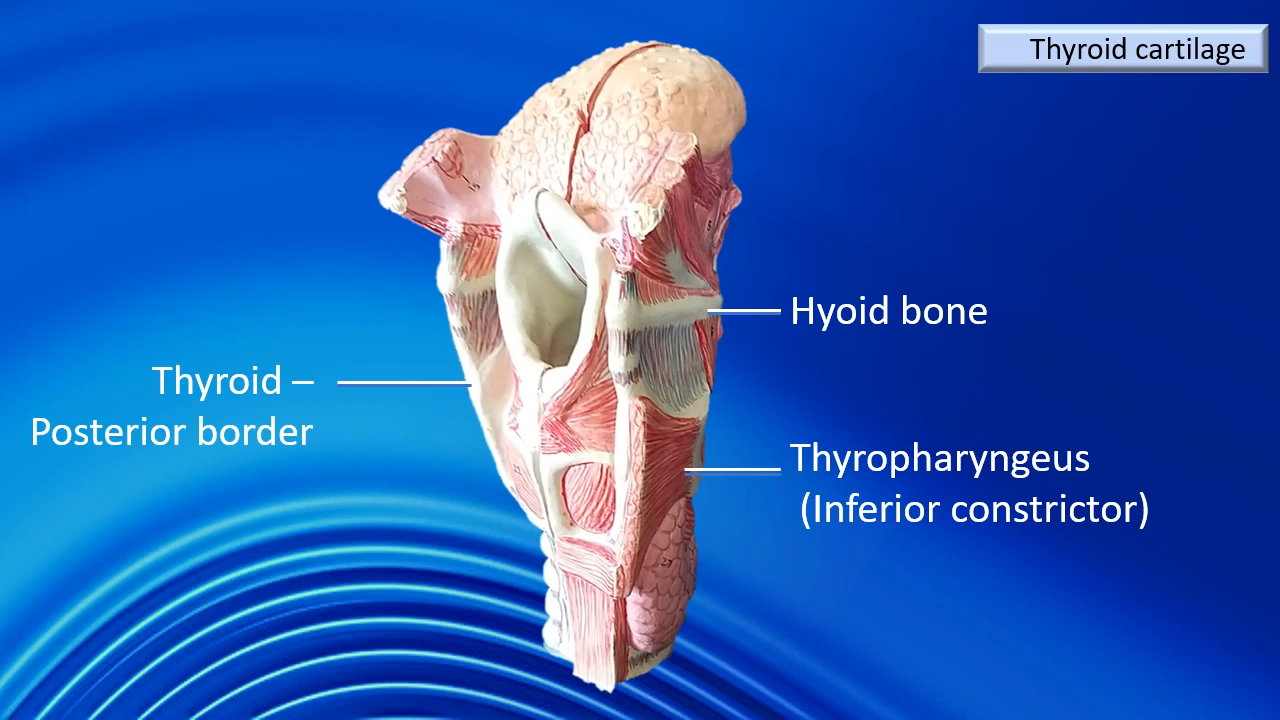 Thyroid cartilage
Hyoid bone
Thyroid –
Posterior border
Thyropharyngeus
(Inferior constrictor)